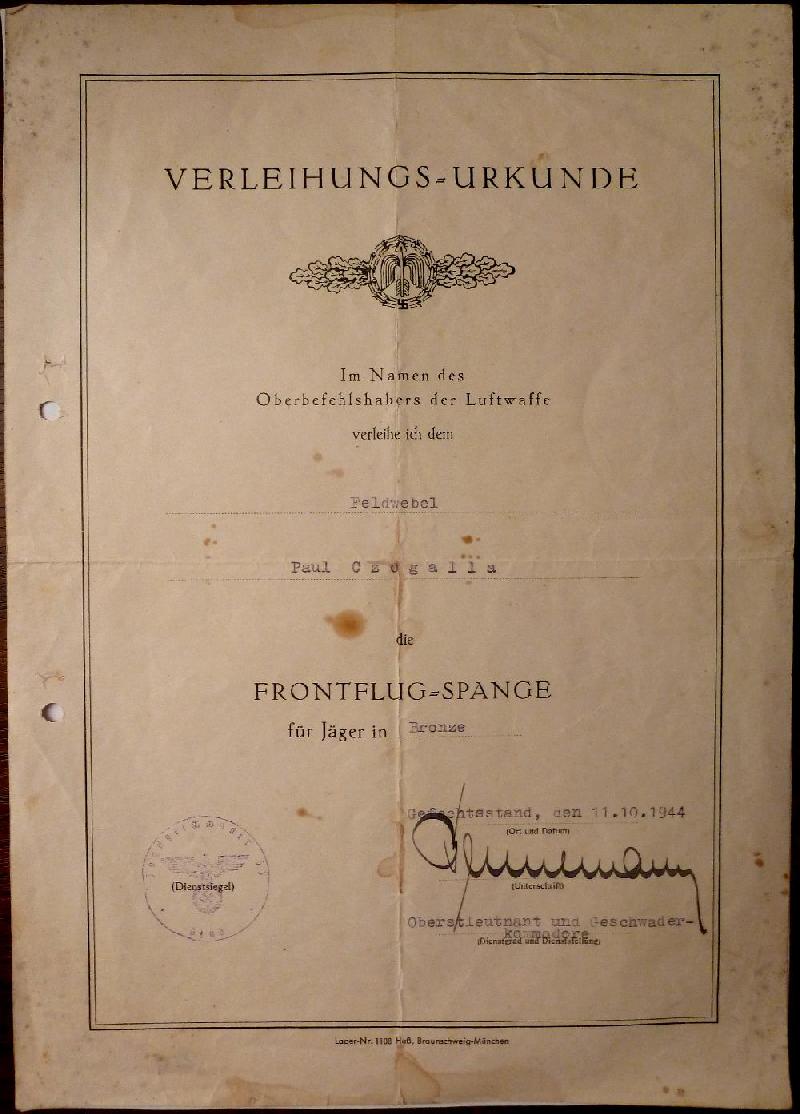 VERLEIHUNGS-URKUNDE
Im Namen des
Oberbefehlshabers der Luftwaffe
verleihe ich dem
Feldwebel
Paul Czogalla
die
FRONTFLUG-SPANGE
für Jäger in Bronze
Gefechtsstand, den 11.10.1944
(Ort und Datum)
(Dienstsiegel)
(Unterschrift)
Oberstleutnant und Geschwader-
kommodore
(Dienstgrad und Dienststellung)
Lager-Nr. 1108 Heß, Braunschweig-München